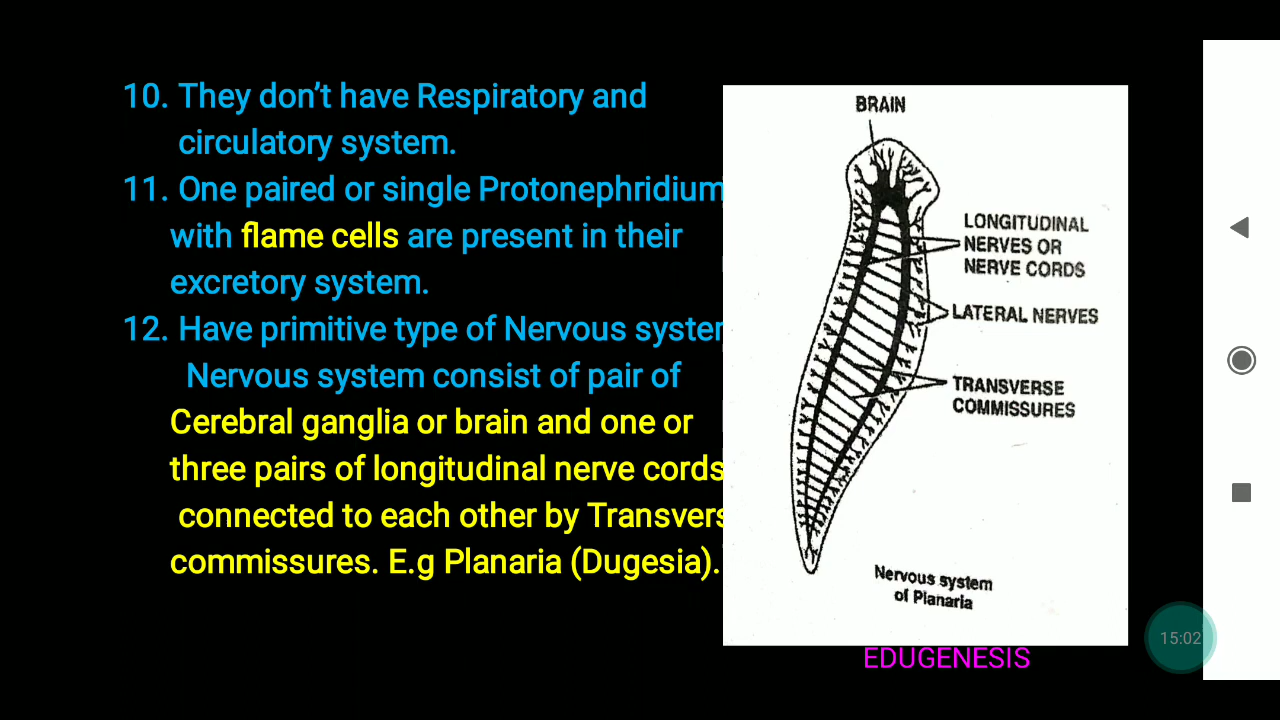 10. They don't have Respiratory and
circulatory system.
11. One paired or single Protonephridium
with flame cells are present in their
excretory system.
12. Have primitive type of Nervous syster
Nervous system consist of pair of
Cerebral ganglia or brain and one or
three pairs of longitudinal nerve cords
connected to each other by Transvers
commissures. E.g Planaria (Dugesia).
BRAIN
LONGITUDINAL
NERVES OR
NERVE CORDS
LATERAL NERVES
TRANSVERSE
COMMISSURES
Nervous system
of Planaria
EDUGENESIS
15:02